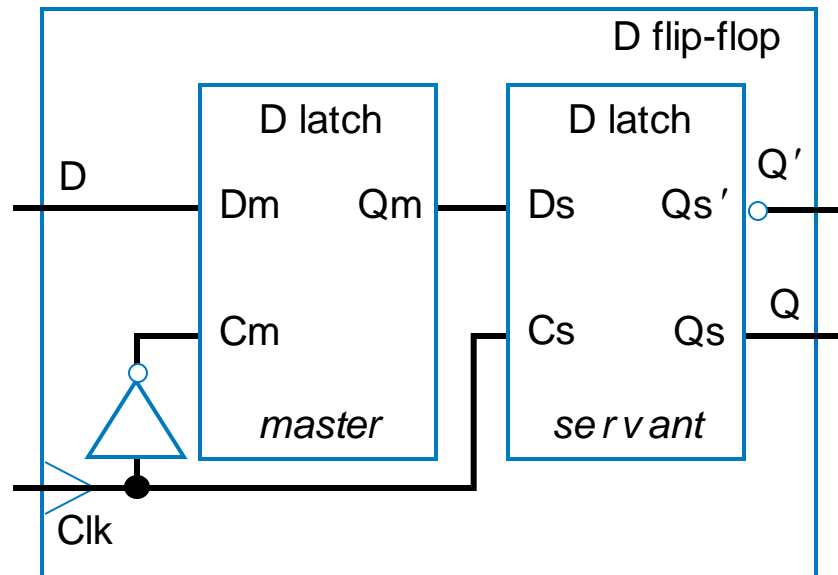 D flip-flop
D latch
D latch
D
Q′
Dm
Qm
Ds
Qs′
Q
Cm
Cs
Qs
master
servant
Clk